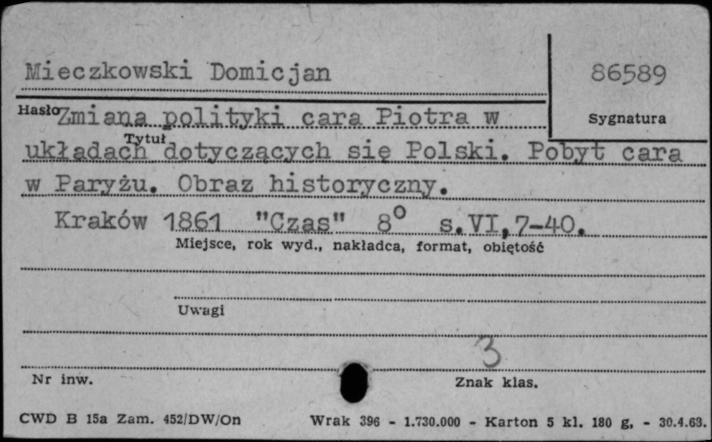 Mieczkowski Domicjan
86589
Hasło
Sygnatura
Zmiana polityki cara Piotra w
Tytuł
układach dotyczących się Polski. Pobyt cara
w Paryżu. Obraz historyczny.
Kraków 1861 "Czas" 8° s.VI,7-40.
Miejsce, rok wyd., nakładca, format, obiętość
Uwagi
3
Nr inw.
Znak klas.
CWD B 15a Zam. 452/DW/On Wrak 396 - 1.730.000 - Karton 5 kl. 180 g, - 30.4.63.